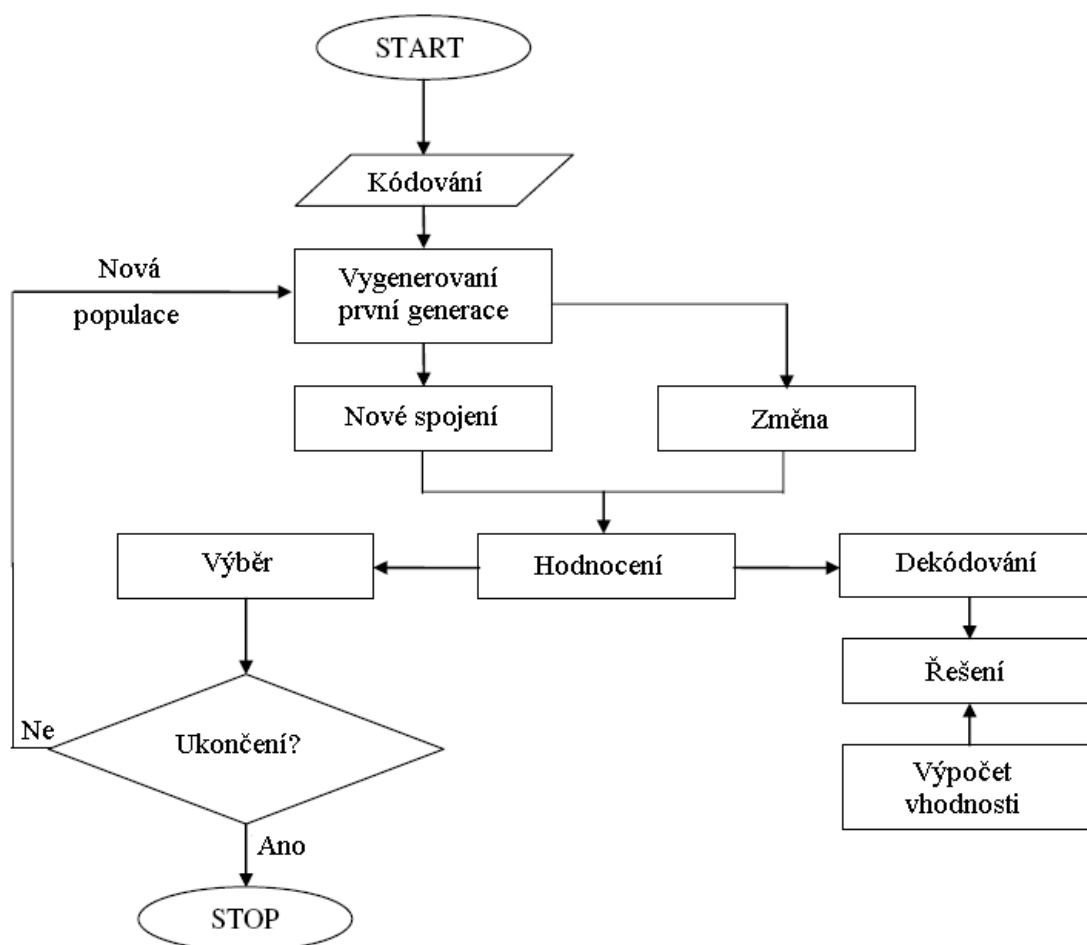 START
Kódování
Nová
populace
Vygenerovaní
první generace
Nové spojení
Změna
Výběr
Hodnocení
Dekódování
Řešení
Ne
Ukončení?
Výpočet
vhodnosti
Ano
STOP